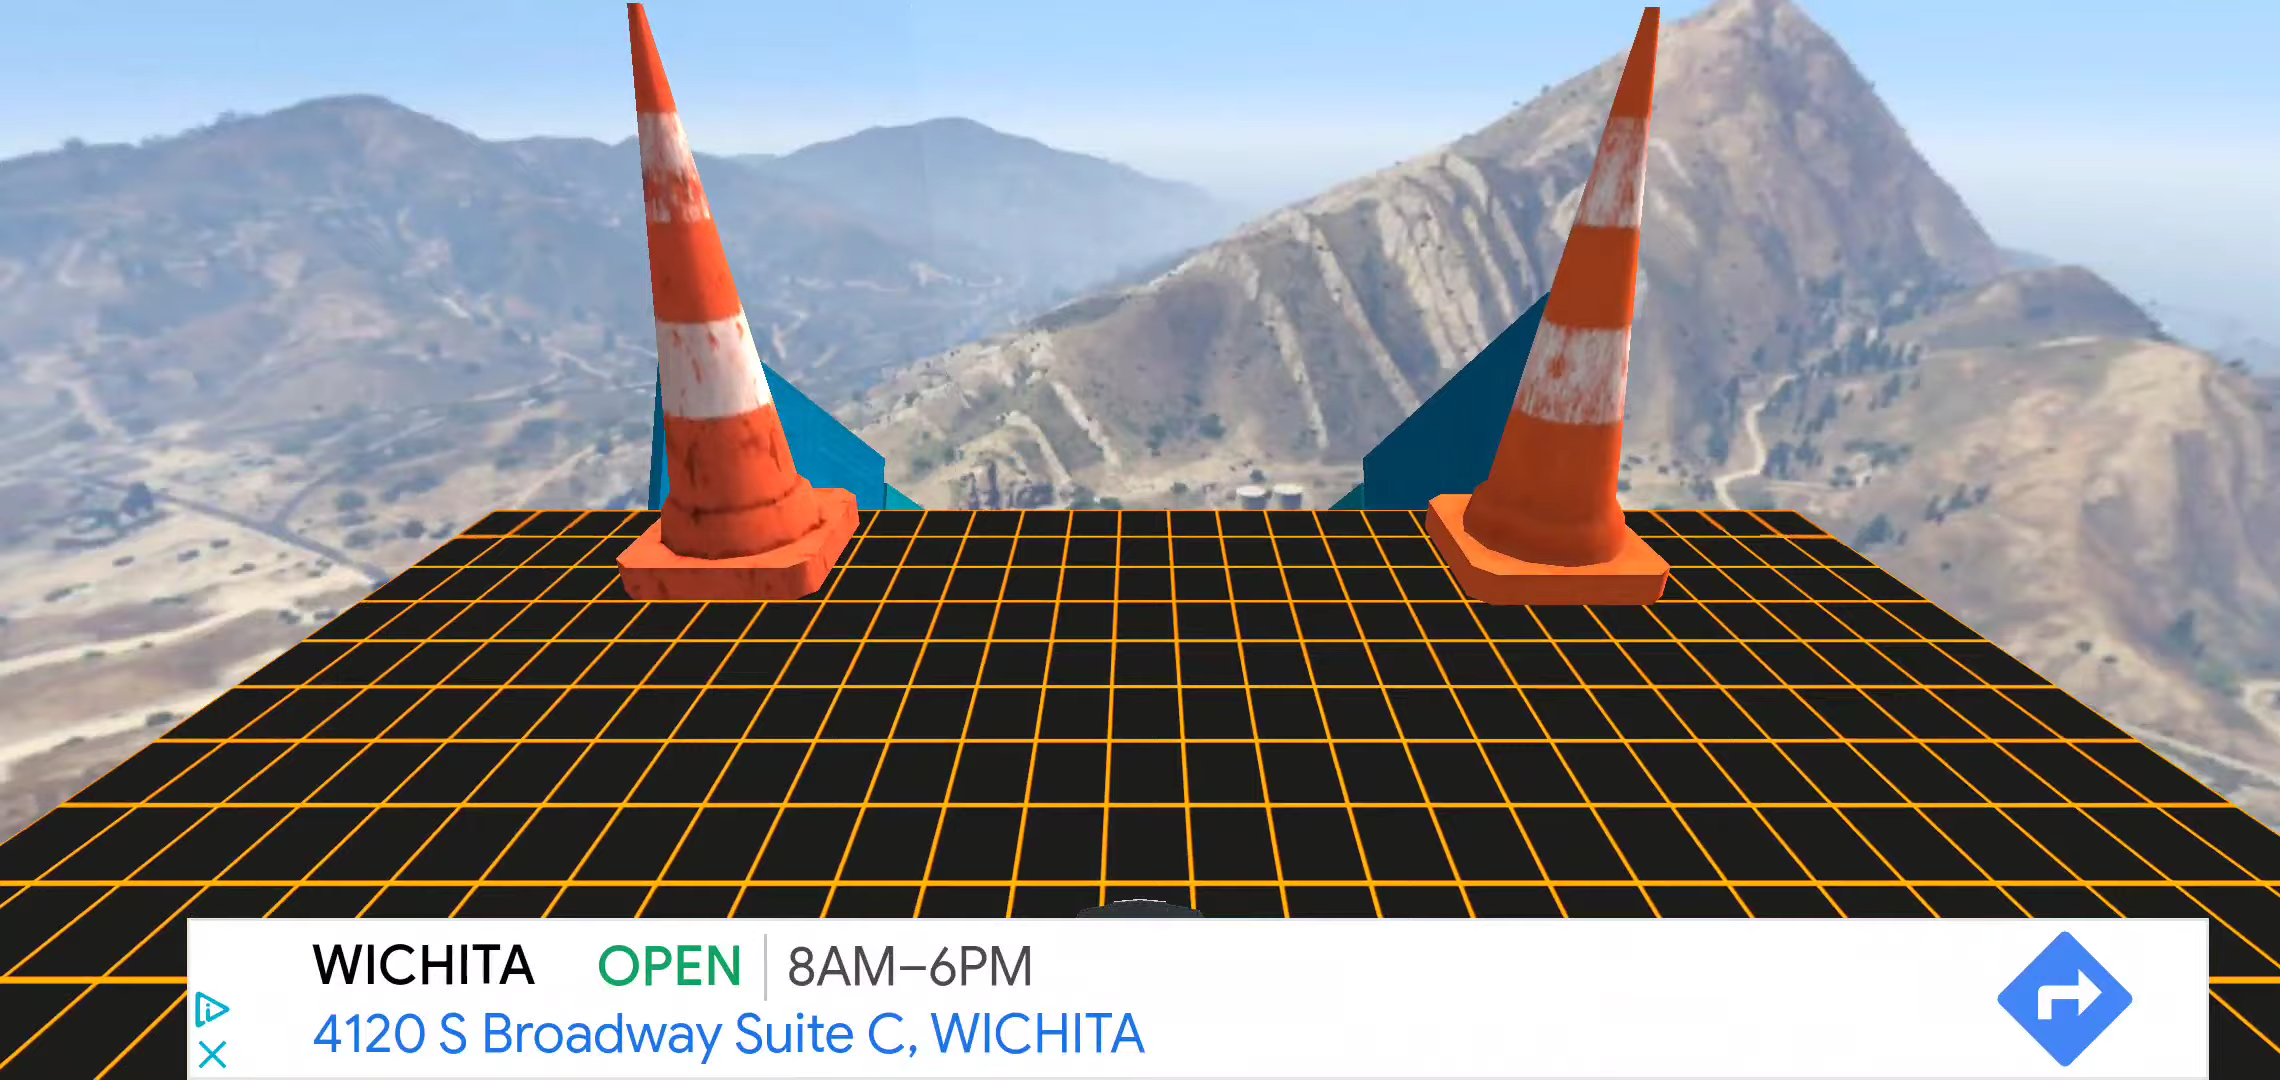 WICHITA OPEN 8AM–6PM
4120 S Broadway Suite C, WICHITA